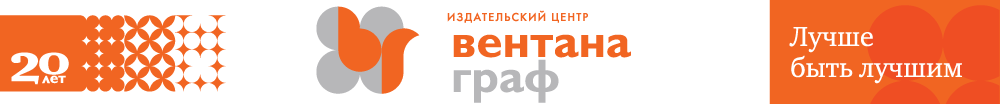 20
лет
ИЗДАТЕЛЬСКИЙ ЦЕНТР
вентана
граф
Лучше
быть лучшим